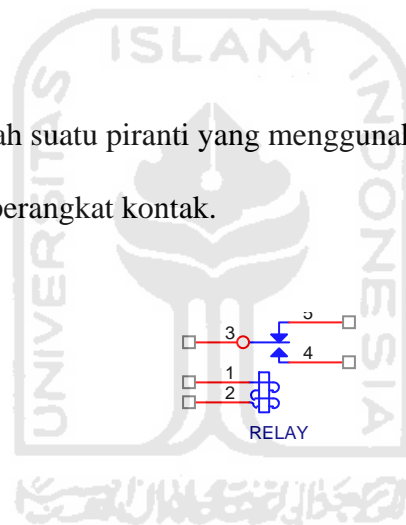 ISLAM
UNIVERSITAS
INDONESIA
ah suatu piranti yang menggunak
perangkat kontak.
5
3
4
1
2
RELAY